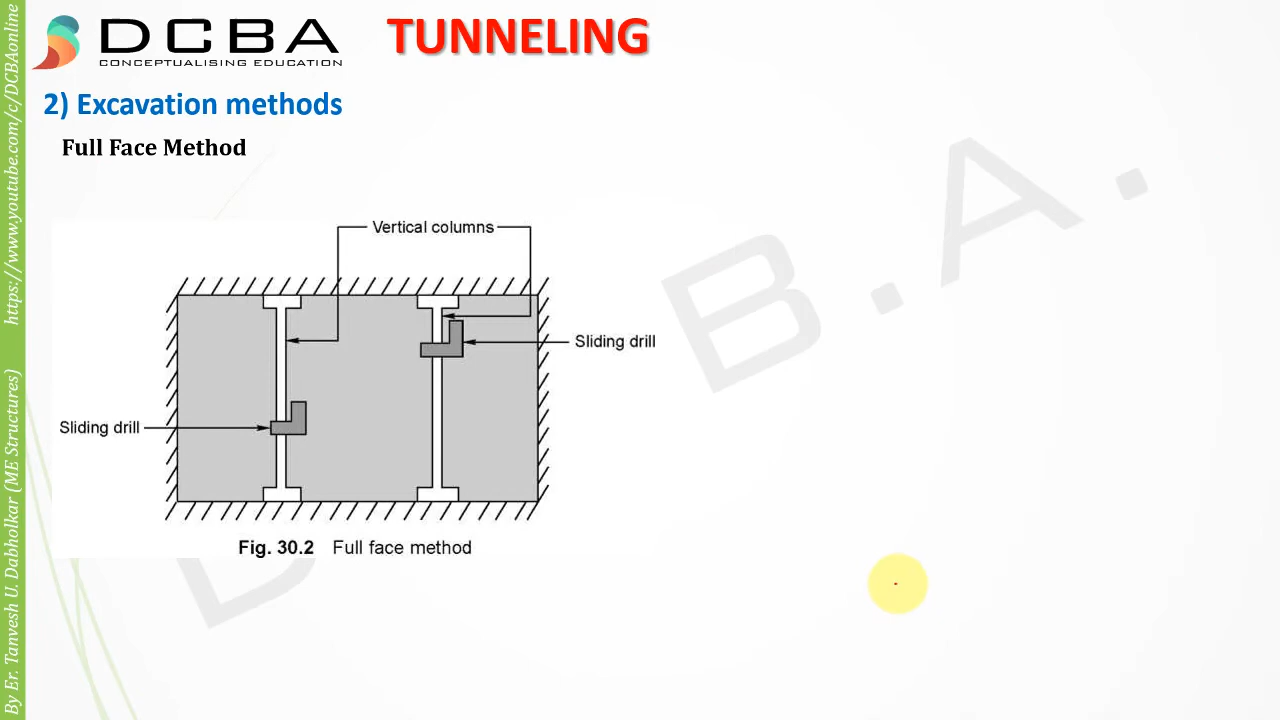 DCBA
CONCEPTUALISING EDUCATION
TUNNELING
2) Excavation methods
Full Face Method
Vertical columns
Sliding drill
Sliding drill
Fig. 30.2 Full face method
D.C.B.A.
By Er. Tanvesh U. Dabholkar (ME Structures) https://www.youtube.com/c/DCBAonline